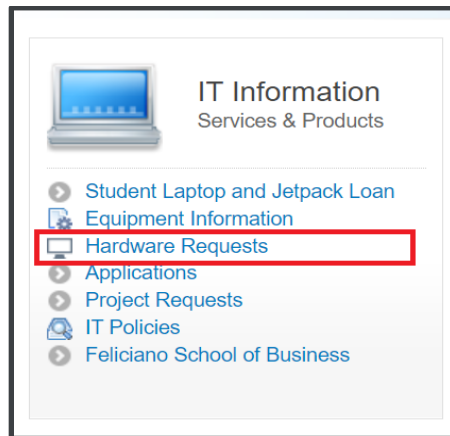 IT Information
Services & Products
Student Laptop and Jetpack Loan
Equipment Information
Hardware Requests
Applications
Project Requests
IT Policies
Feliciano School of Business